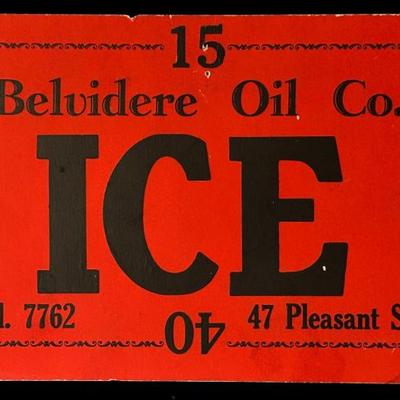 15
Belvidere Oil Co.
ICE
l. 7762 47 Pleasant S
40